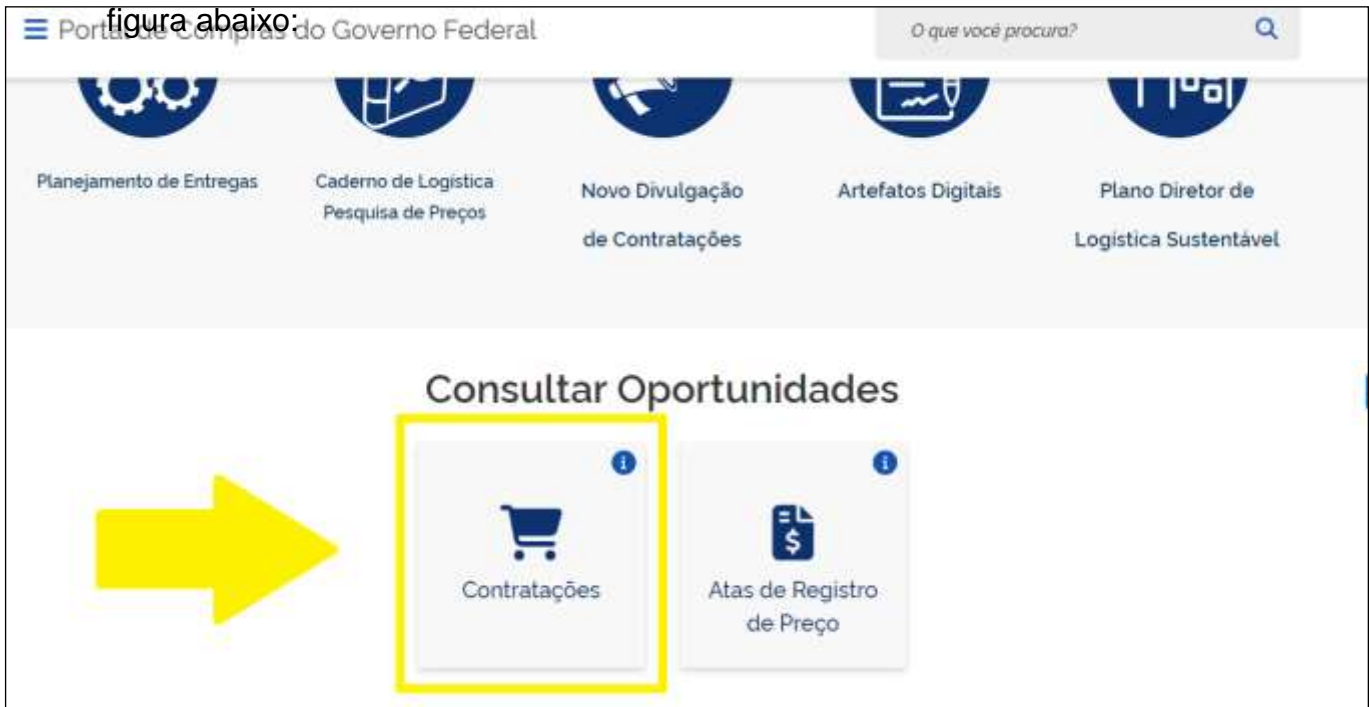 figura abaixo:
Portal de Compras do Governo Federal
O que você procura?
Planejamento de Entregas
Caderno de Logística
Pesquisa de Preços
Novo Divulgação
de Contratações
Artefatos Digitais
Plano Diretor de
Logística Sustentável
Consultar Oportunidades
Contratações
Atas de Registro
de Preço